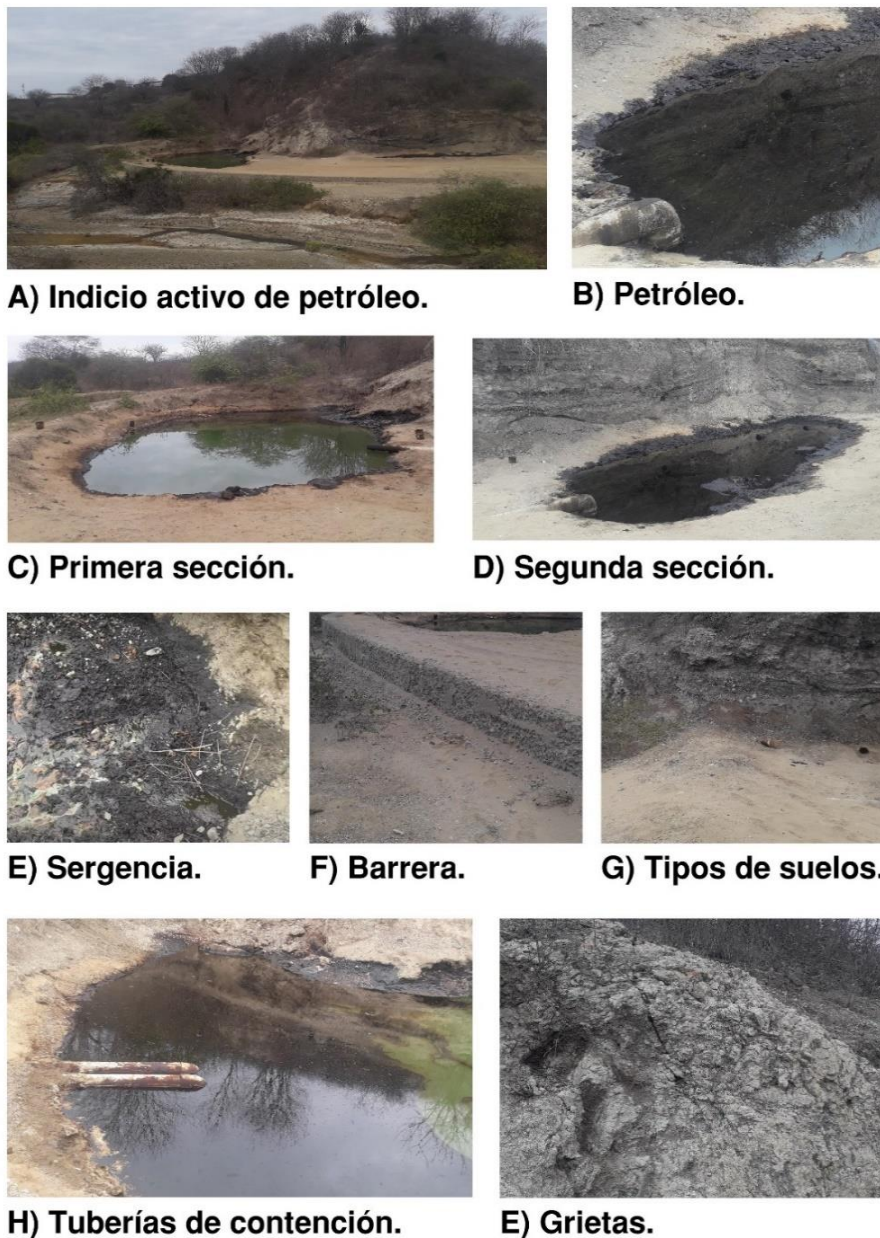 A) Indicio activo de petróleo.
B) Petróleo.
C) Primera sección.
D) Segunda sección.
E) Sergencia.
F) Barrera.
G) Tipos de suelos.
H) Tuberías de contención.
E) Grietas.